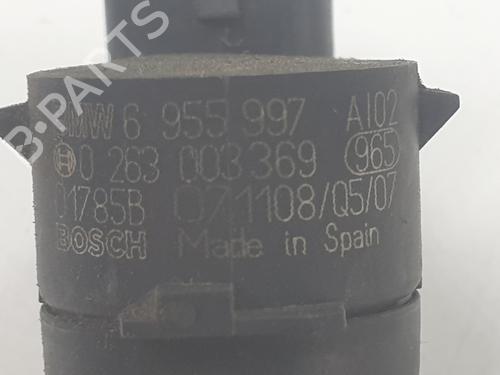 B-PARTS
BMW 6 955 997 AI02
0 263 003 369 965
01785B 071108/Q5/07
BOSCH Made in Spain